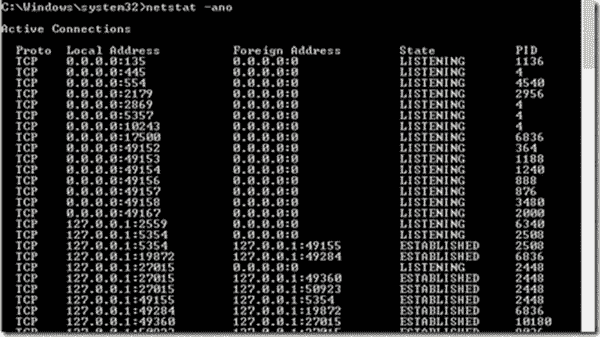 C:\Windows\system32>netstat -ano
Active Connections
Proto Local Address Foreign Address State PID
TCP 0.0.0.0:135 0.0.0.0:0 LISTENING 1136
TCP 0.0.0.0:445 0.0.0.0:0 LISTENING 4
TCP 0.0.0.0:554 0.0.0.0:0 LISTENING 4540
TCP 0.0.0.0:2179 0.0.0.0:0 LISTENING 2956
TCP 0.0.0.0:2869 0.0.0.0:0 LISTENING 4
TCP 0.0.0.0:5357 0.0.0.0:0 LISTENING 4
TCP 0.0.0.0:10243 0.0.0.0:0 LISTENING 4
TCP 0.0.0.0:17500 0.0.0.0:0 LISTENING 6836
TCP 0.0.0.0:49152 0.0.0.0:0 LISTENING 364
TCP 0.0.0.0:49153 0.0.0.0:0 LISTENING 1188
TCP 0.0.0.0:49154 0.0.0.0:0 LISTENING 1240
TCP 0.0.0.0:49156 0.0.0.0:0 LISTENING 888
TCP 0.0.0.0:49157 0.0.0.0:0 LISTENING 876
TCP 0.0.0.0:49158 0.0.0.0:0 LISTENING 3480
TCP 0.0.0.0:49167 0.0.0.0:0 LISTENING 2000
TCP 127.0.0.1:2559 0.0.0.0:0 LISTENING 6340
TCP 127.0.0.1:5354 0.0.0.0:0 LISTENING 2508
TCP 127.0.0.1:5354 127.0.0.1:49155 ESTABLISHED 2508
TCP 127.0.0.1:19872 127.0.0.1:49284 ESTABLISHED 6836
TCP 127.0.0.1:27015 0.0.0.0:0 LISTENING 2448
TCP 127.0.0.1:27015 127.0.0.1:49360 ESTABLISHED 2448
TCP 127.0.0.1:27015 127.0.0.1:50923 ESTABLISHED 2448
TCP 127.0.0.1:49155 127.0.0.1:5354 ESTABLISHED 2448
TCP 127.0.0.1:49284 127.0.0.1:19872 ESTABLISHED 6836
TCP 127.0.0.1:49360 127.0.0.1:27015 ESTABLISHED 10180